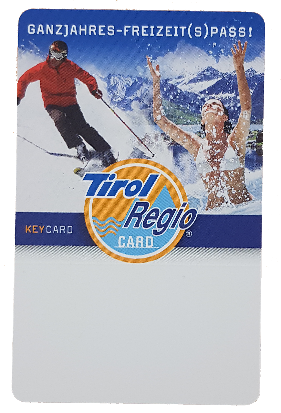 GANZJAHRES-FREIZEIT(S)PASS!
Tirol
Regio
®
KEYCARD
CARD